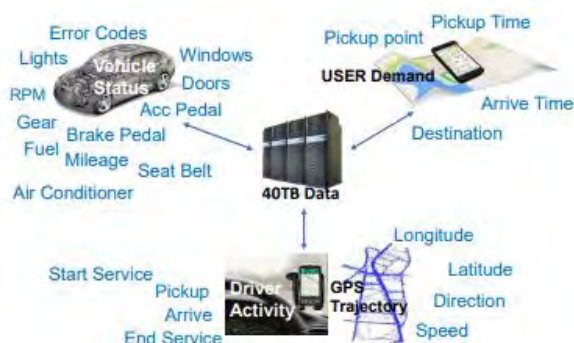 Error Codes
Lights
Windows
Vehicle
Status
Doors
RPM
Acc Pedal
Gear
Brake Pedal
Fuel
Mileage
Seat Belt
Air Conditioner
Pickup Time
Pickup point
USER Demand
Arrive Time
Destination
40TB Data
Start Service
Pickup
Arrive
End Service
Driver
Activity
GPS
Trajectory
Longitude
Latitude
Direction
Speed